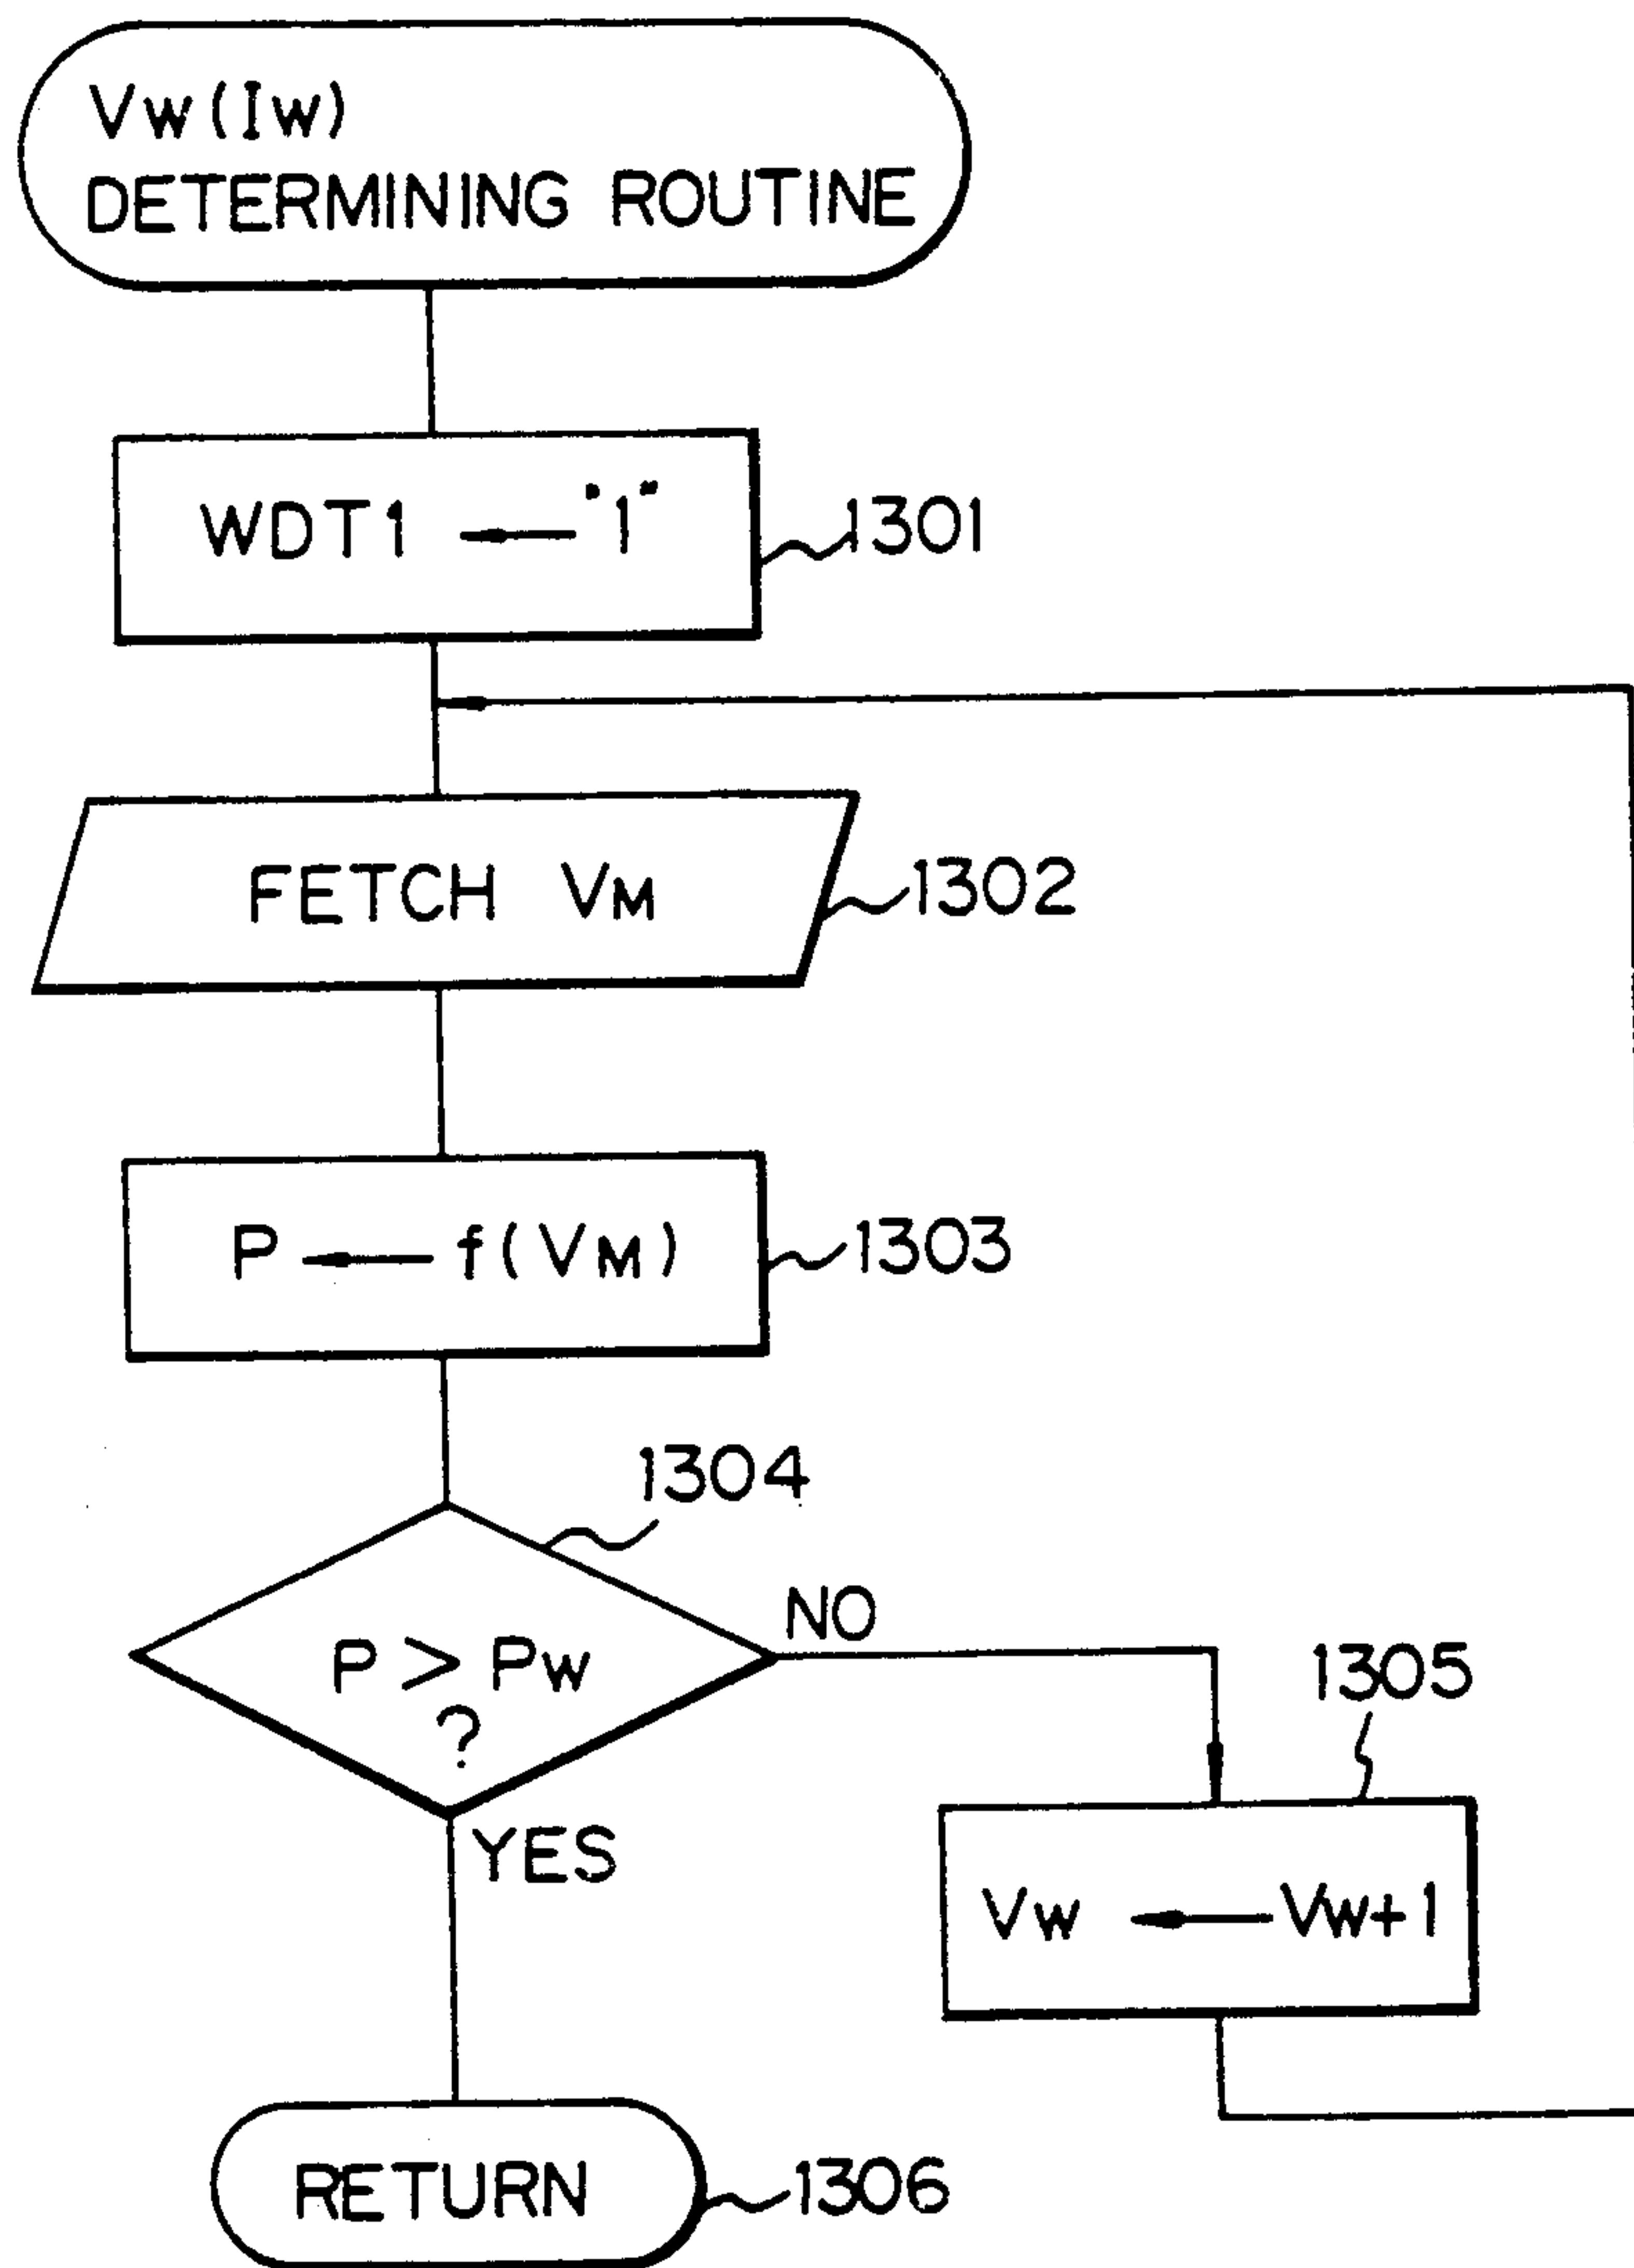 Vw(Iw)
DETERMINING ROUTINE
WDT1 ← "1"
1301
FETCH VM
1302
P ← f(VM)
1303
1304
P > Pw
?
NO
YES
1305
Vw ← Vw+1
RETURN
1306